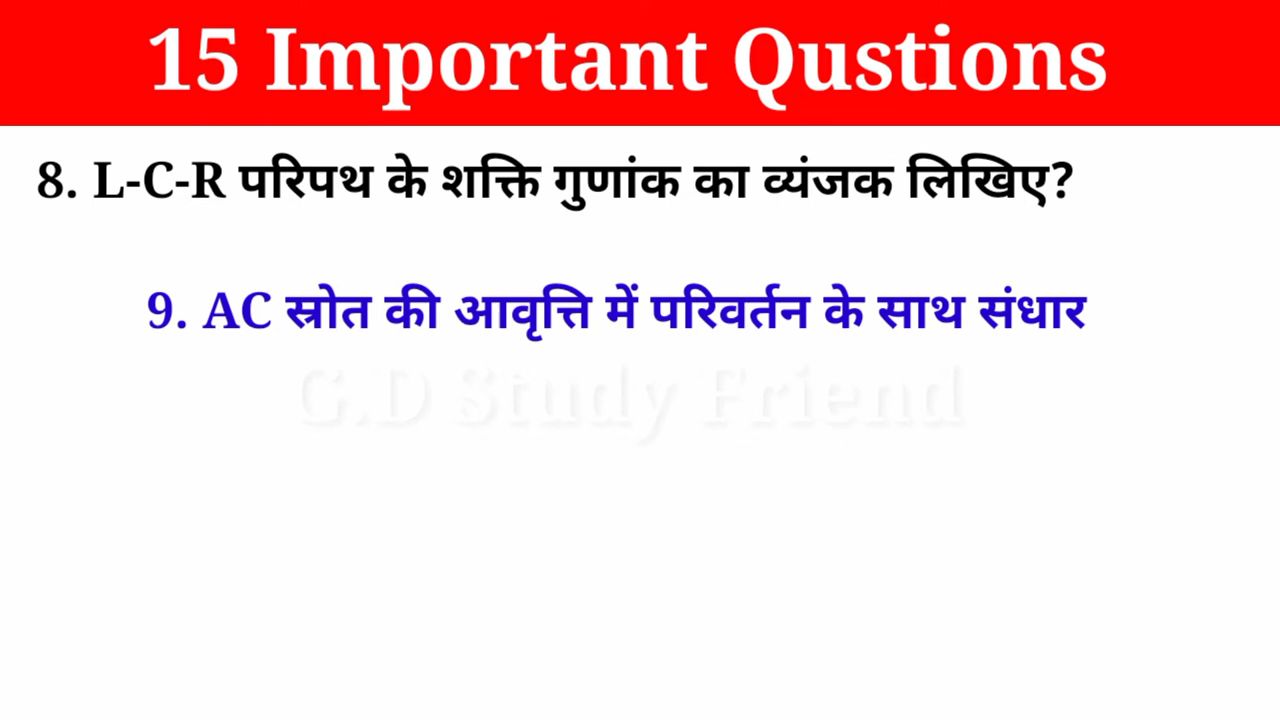 15 Important Qustions
8. L-C-R परिपथ के शक्ति गुणांक का व्यंजक लिखिए?
9. AC स्रोत की आवृत्ति में परिवर्तन के साथ संधार
G.D Study Friend